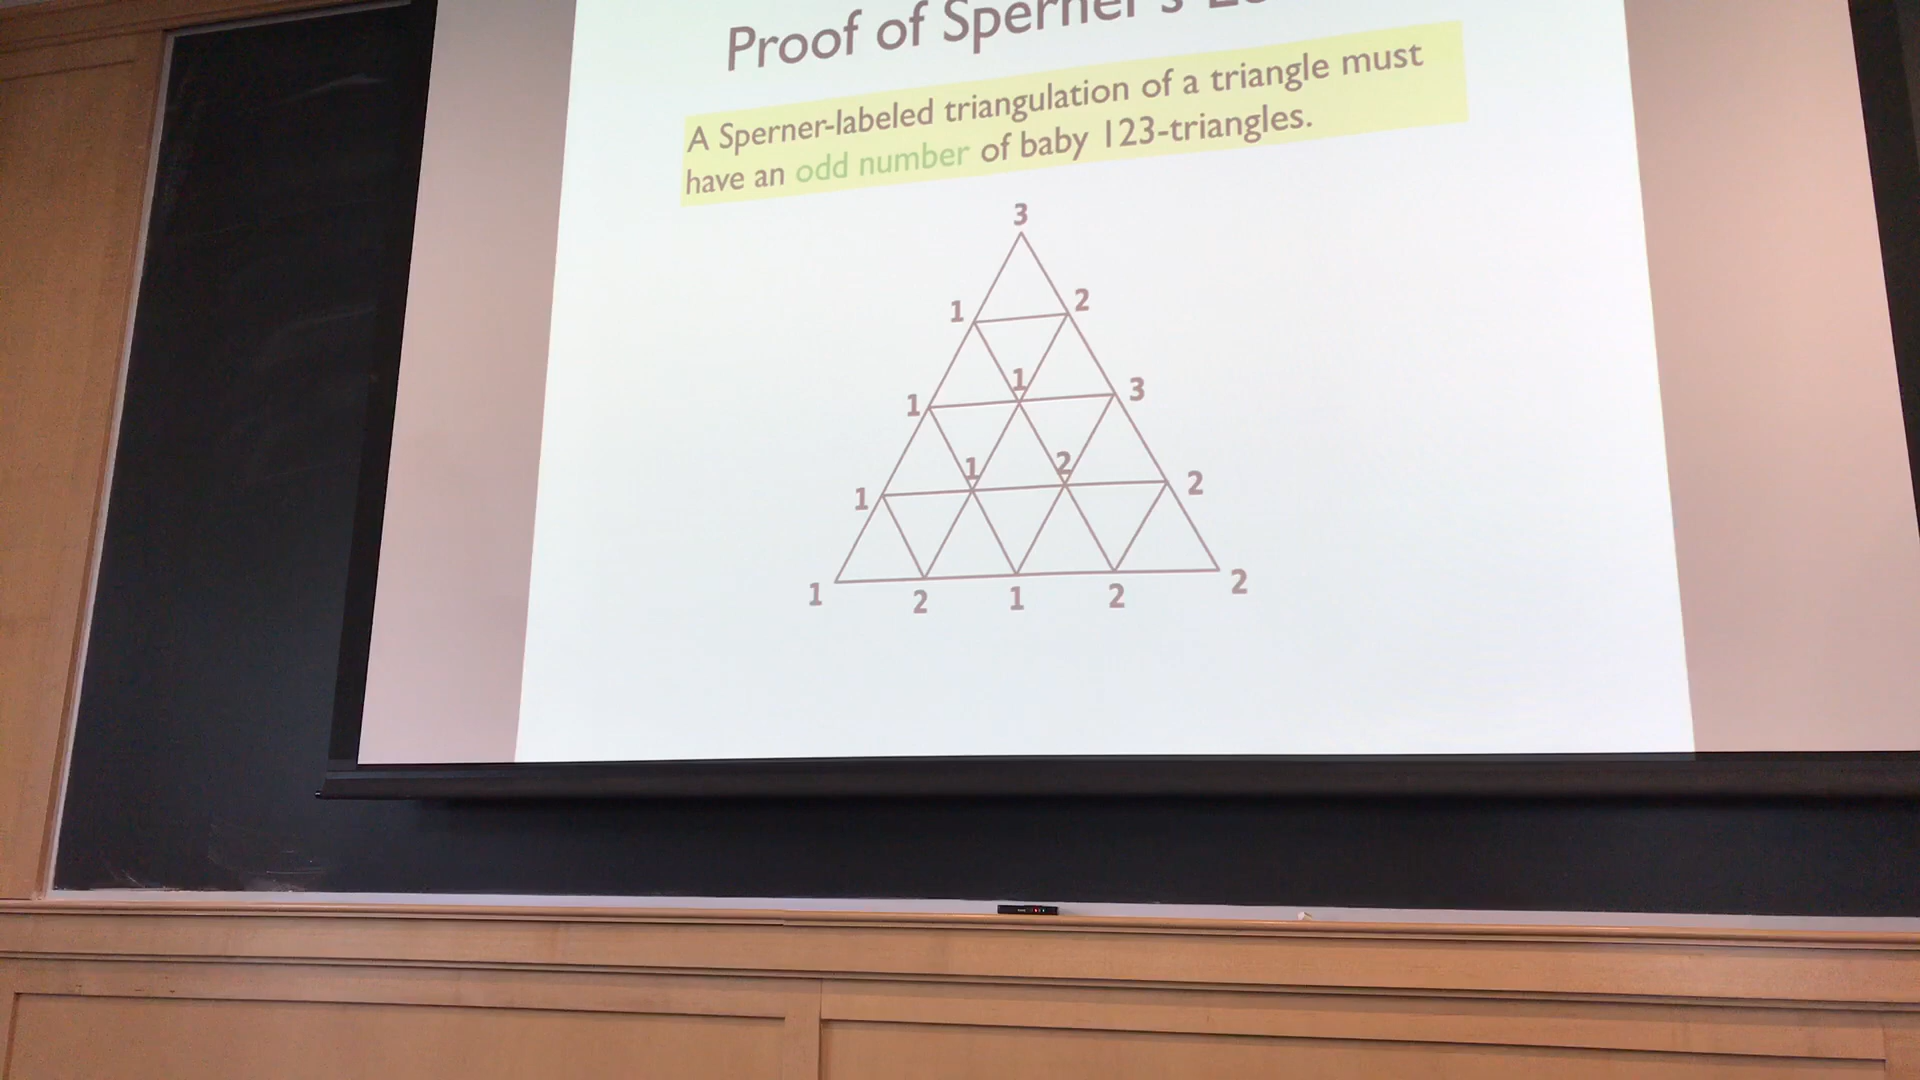 Proof of Sperner's
A Sperner-labeled triangulation of a triangle must
have an odd number of baby 123-triangles.
3
1 2
1 1 3
1 1 2 2
1 2 1 2 2